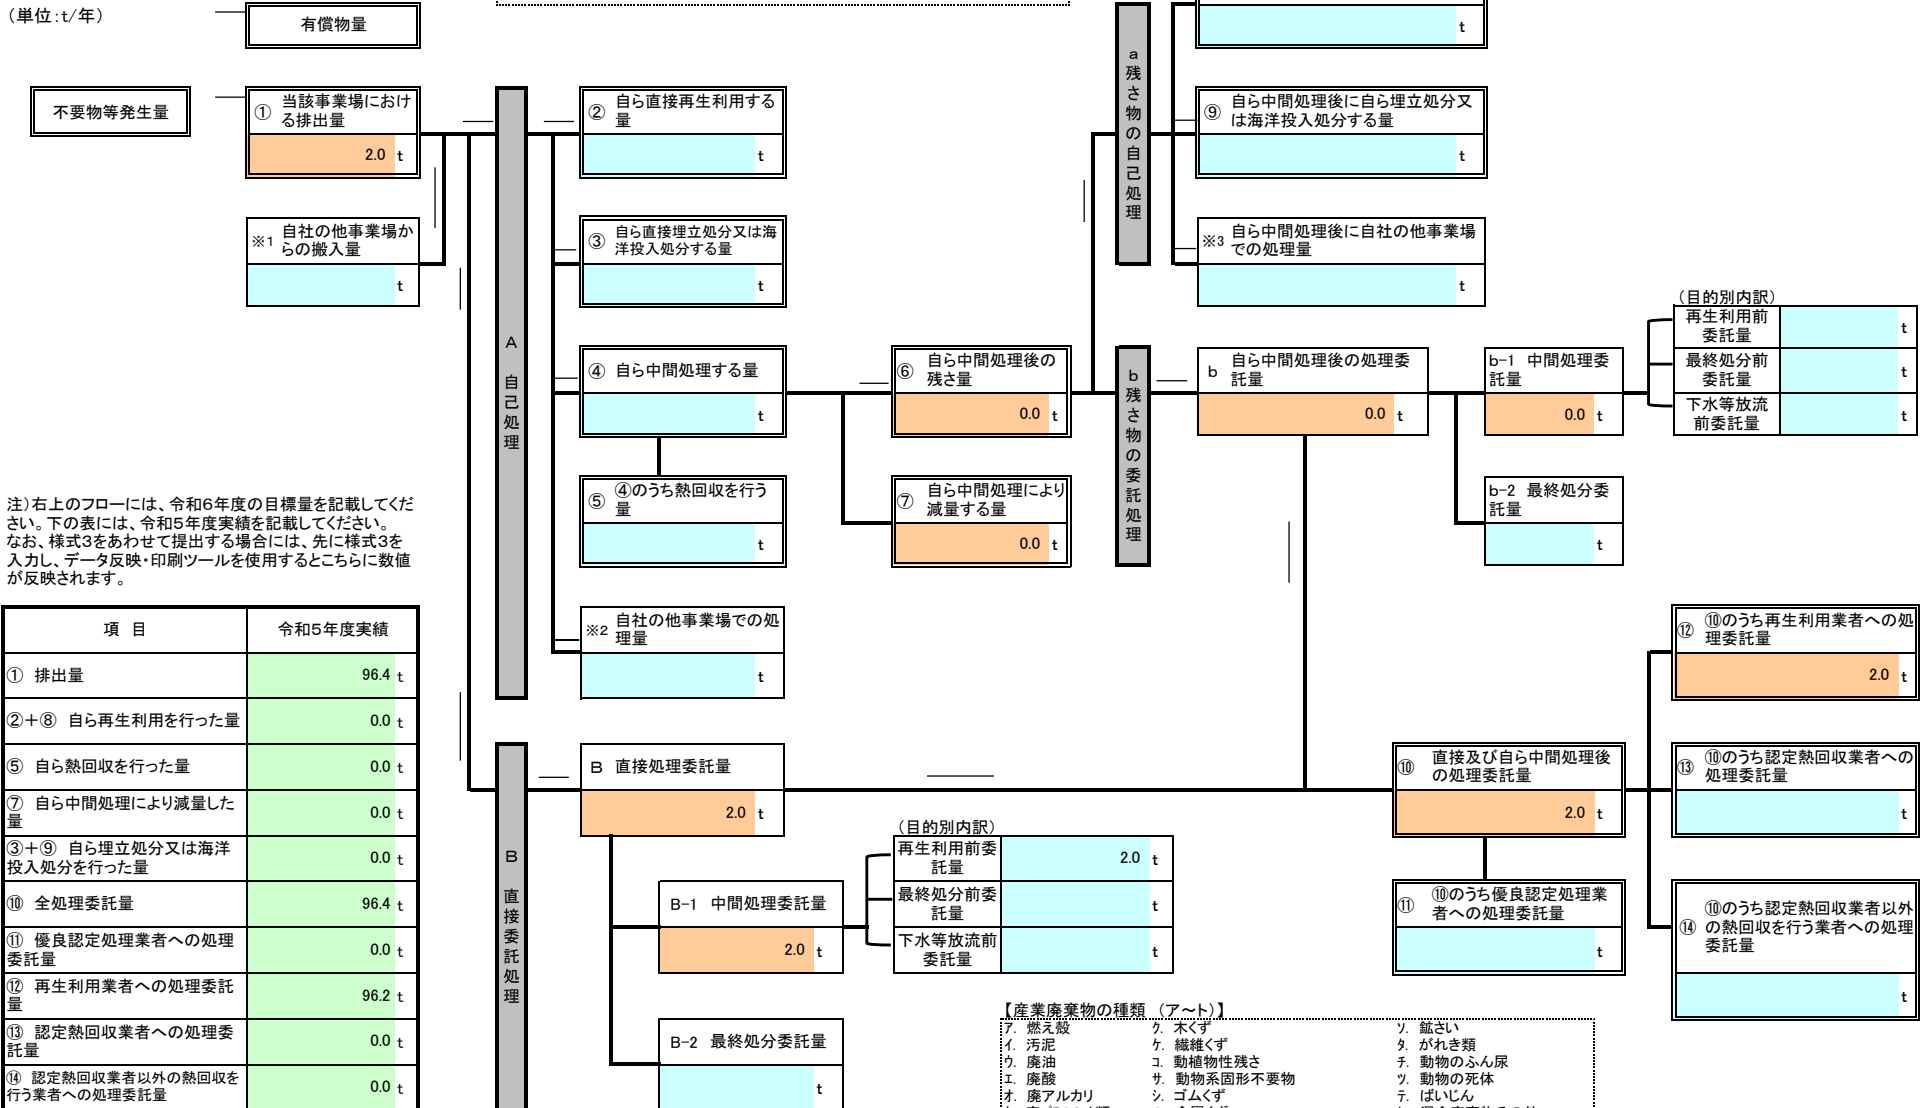 （単位：t/年）
有償物量
t
不要物等発生量
① 当該事業場におけ
る排出量
2.0 t
※1 自社の他事業場か
らの搬入量
t
A 自己処理
② 自ら直接再生利用する
量
t
③ 自ら直接埋立処分又は海
洋投入処分する量
t
④ 自ら中間処理する量
t
⑤ ④のうち熱回収を行う
量
t
※2 自社の他事業場での処
理量
t
⑥ 自ら中間処理後の
残さ量
0.0 t
⑦ 自ら中間処理により
減量する量
0.0 t
a 残さ物の自己処理
⑨ 自ら中間処理後に自ら埋立処分又
は海洋投入処分する量
t
※3 自ら中間処理後に自社の他事業場
での処理量
t
b 残さ物の委託処理
b 自ら中間処理後の処理委
託量
0.0 t
b-1 中間処理委
託量
0.0 t
b-2 最終処分委
託量
t
（目的別内訳）
再生利用前
委託量
t
最終処分前
委託量
t
下水等放流
前委託量
t
注）右上のフローには、令和６年度の目標量を記載してくだ
さい。下の表には、令和５年度実績を記載してください。
なお、様式３をあわせて提出する場合には、先に様式３を
入力し、データ反映・印刷ツールを使用するとこちらに数値
が反映されます。
項 目 令和５年度実績
① 排出量 96.4 t
②＋⑧ 自ら再生利用を行った量 0.0 t
⑤ 自ら熱回収を行った量 0.0 t
⑦ 自ら中間処理により減量した
量 0.0 t
③＋⑨ 自ら埋立処分又は海洋
投入処分を行った量 0.0 t
⑩ 全処理委託量 96.4 t
⑪ 優良認定処理業者への処理
委託量 0.0 t
⑫ 再生利用業者への処理委託
量 96.2 t
⑬ 認定熱回収業者への処理委
託量 0.0 t
⑭ 認定熱回収業者以外の熱回収を
行う業者への処理委託量 0.0 t
B 直接委託処理
B 直接処理委託量
2.0 t
B-1 中間処理委託量
2.0 t
B-2 最終処分委託量
t
（目的別内訳）
再生利用前委
託量
2.0 t
最終処分前委
託量
t
下水等放流前
委託量
t
⑩ 直接及び自ら中間処理後
の処理委託量
2.0 t
⑪ ⑩のうち優良認定処理業
者への処理委託量
t
⑫ ⑩のうち再生利用業者への処
理委託量
2.0 t
⑬ ⑩のうち認定熱回収業者への
処理委託量
t
⑭ ⑩のうち認定熱回収業者以外
の熱回収を行う業者への処理
委託量
t
【産業廃棄物の種類 （ア～ト）】
ア. 燃え殻 ク. 木くず ソ. 鉱さい
イ. 汚泥 ケ. 繊維くず タ. がれき類
ウ. 廃油 コ. 動植物性残さ チ. 動物のふん尿
エ. 廃酸 サ. 動物系固形不要物 ツ. 動物の死体
オ. 廃アルカリ シ. ゴムくず テ. ばいじん